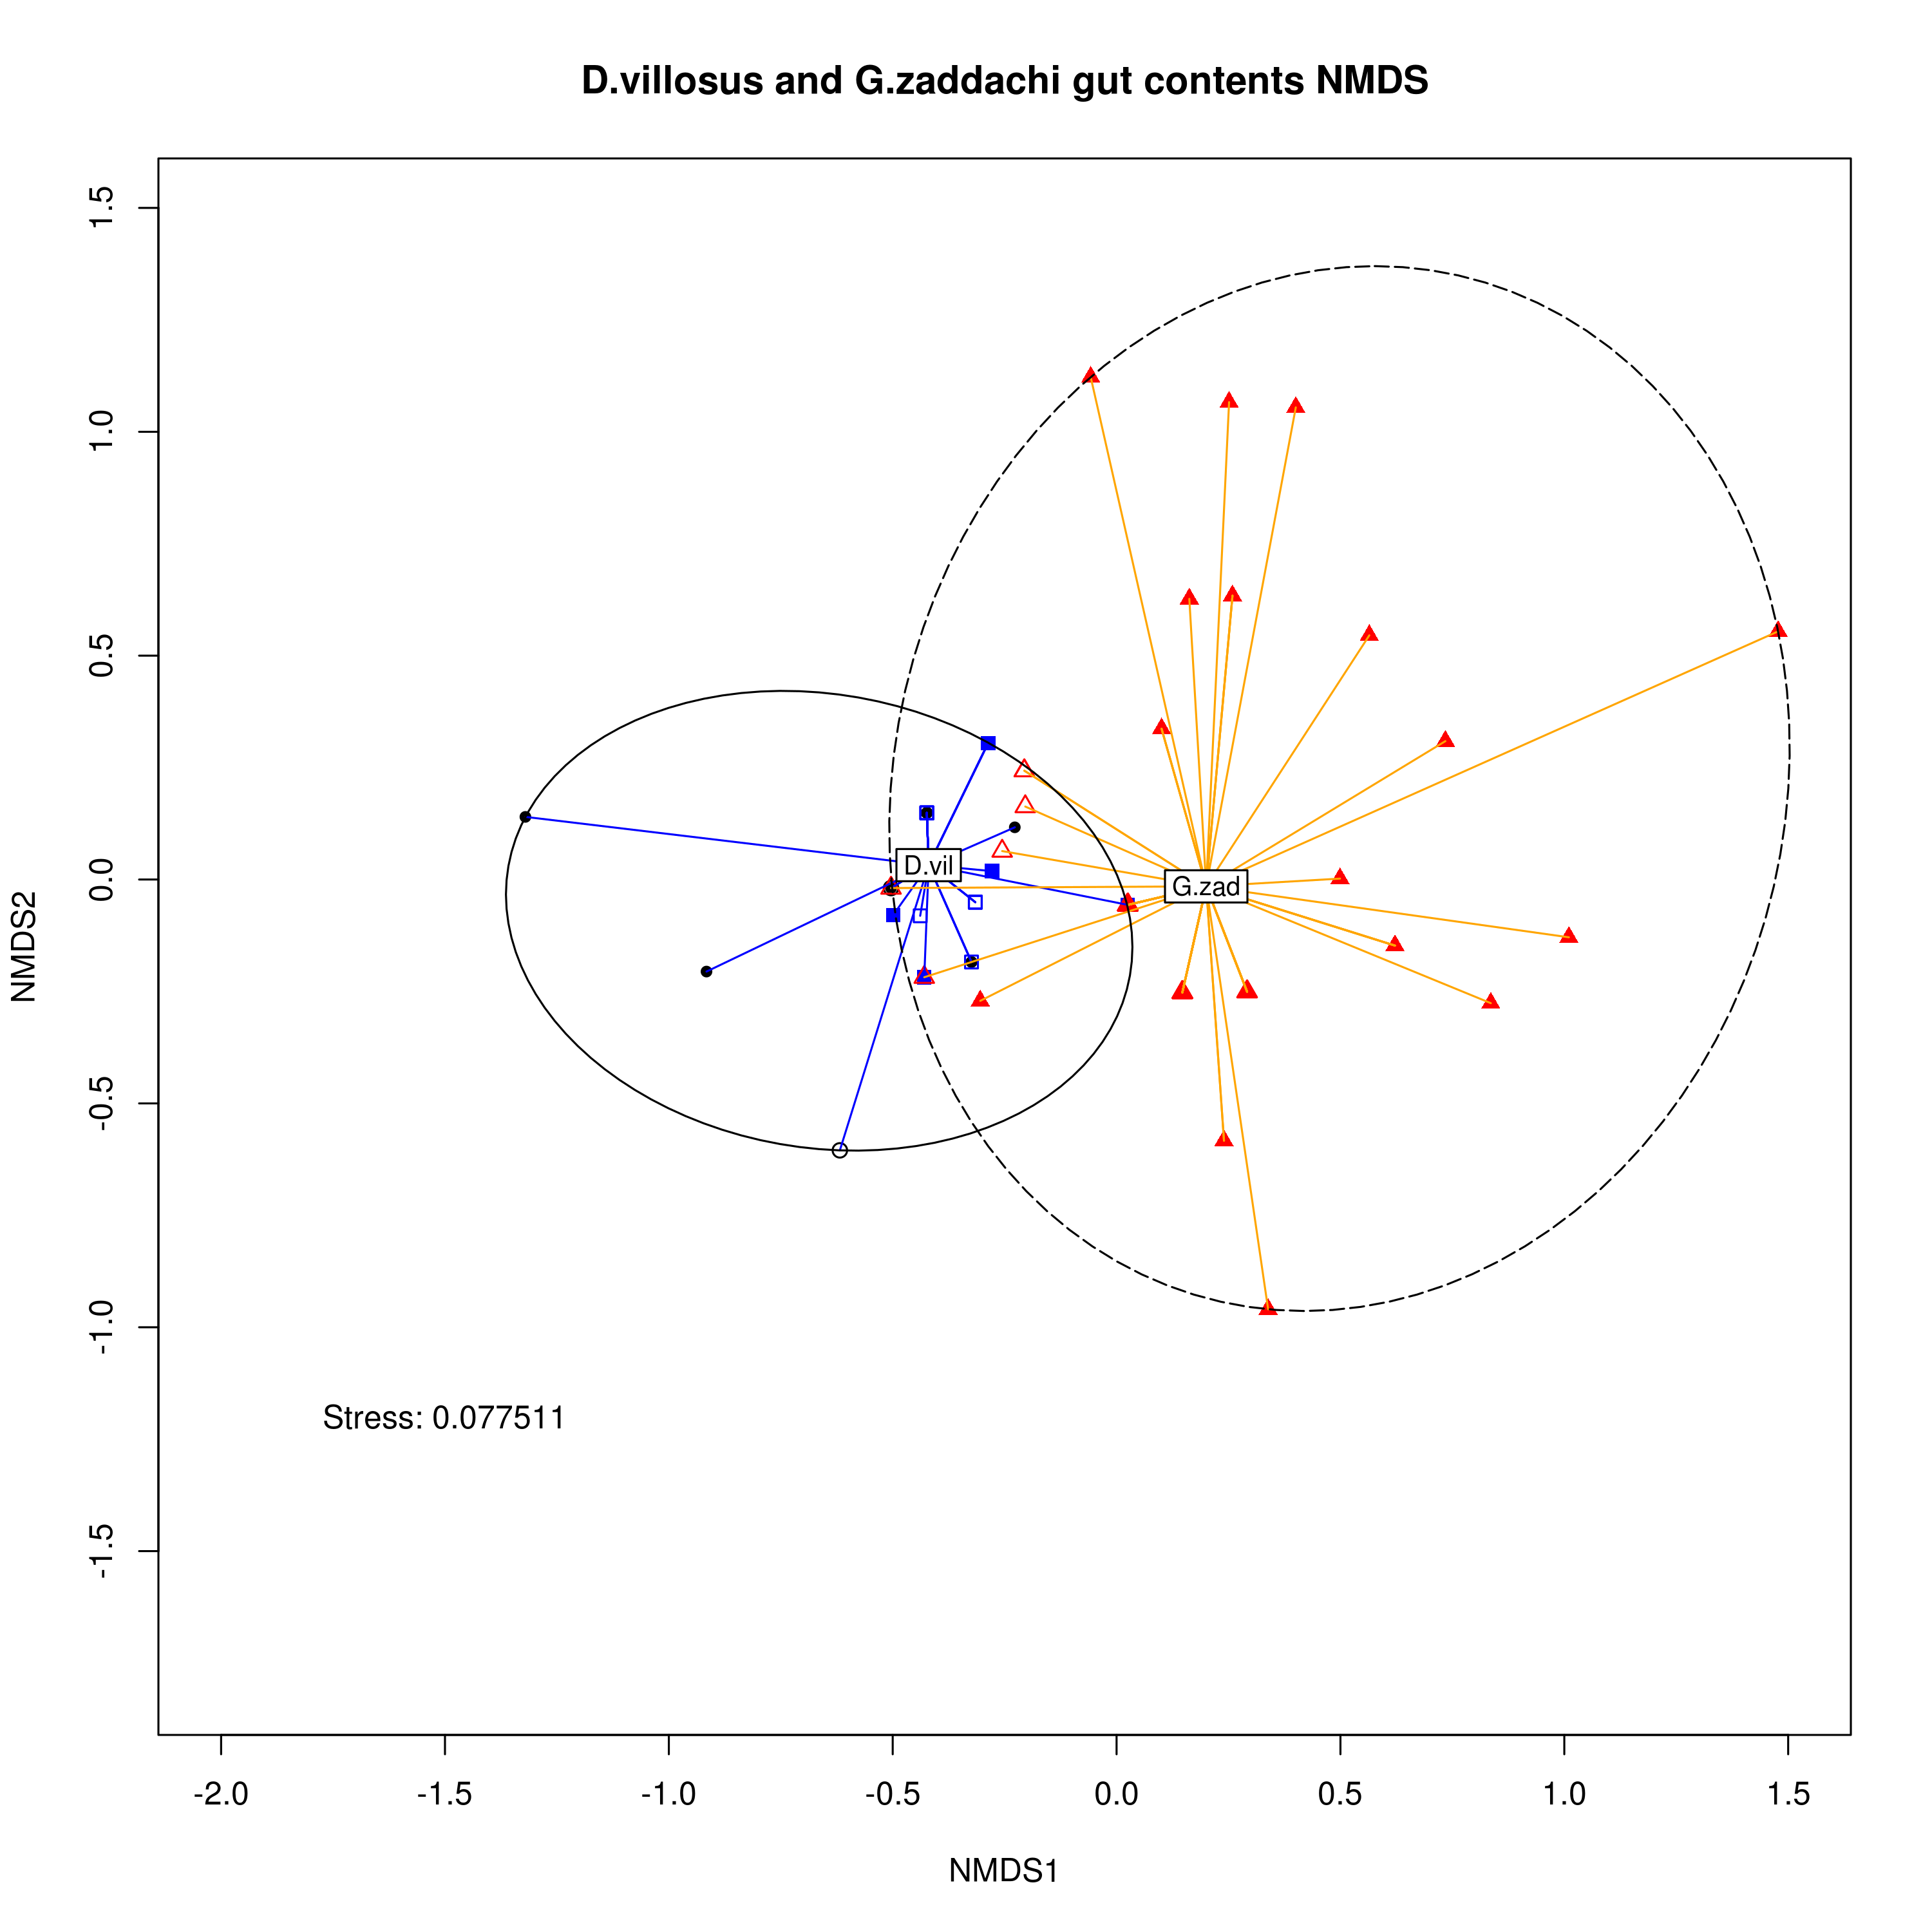 D.villosus and G.zaddachi gut contents NMDS
1.5
1.0
0.5
0.0
-0.5
-1.0
-1.5
NMDS2
D.vil
G.zad
Stress: 0.077511
-2.0 -1.5 -1.0 -0.5 0.0 0.5 1.0 1.5
NMDS1